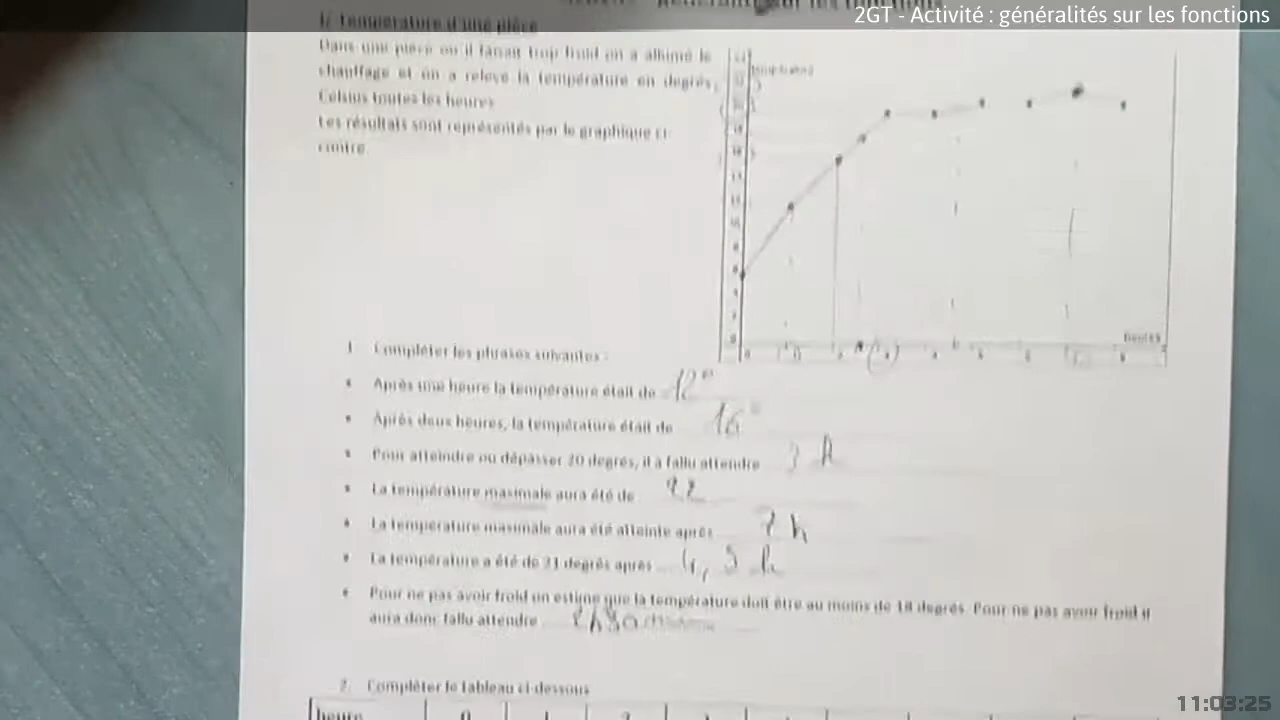 2GT - Activité : généralités sur les fonctions
1/ Température d'une pièce
Dans une pièce où il faisait trop froid on a allumé le
chauffage et on a relevé la température en degrés
Celsius toutes les heures
Les résultats sont représentés par le graphique ci
contre
heures
1 Compléter les phrases suivantes :
Après une heure la température était de 12°
Après deux heures, la température était de 16°
Pour atteindre ou dépasser 20 degrés, il a fallu attendre 3 h
La température maximale aura été de 22
La température maximale aura été atteinte après 7 h
La température a été de 21 degrés après
Pour ne pas avoir froid on estime que la température doit être au moins de 18 degrés. Pour ne pas avoir froid il
aura donc fallu attendre 2h30
2. Compléter le tableau ci-dessous
heure 0 1 2
11:03:25